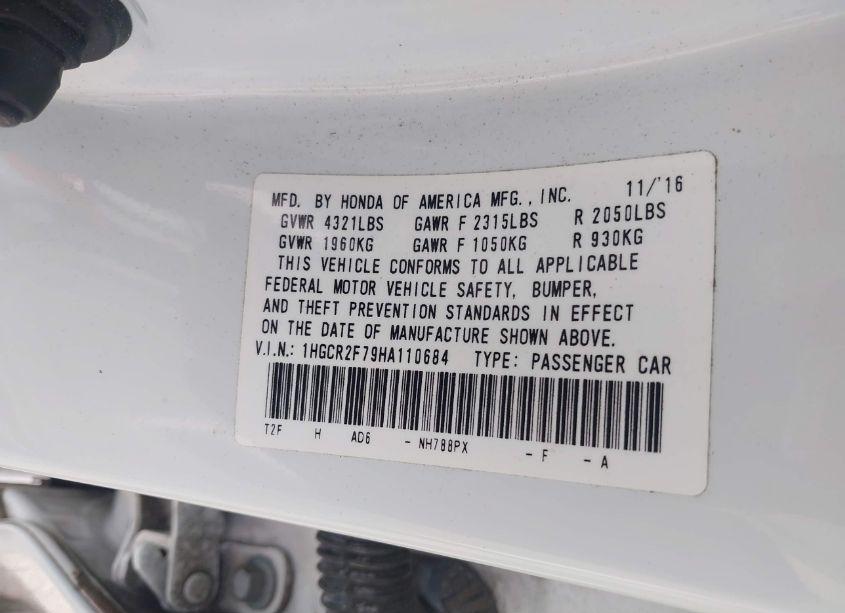 MFD. BY HONDA OF AMERICA MFG., INC. 11/'16
GVWR 4321LBS GAWR F 2315LBS R 2050LBS
GVWR 1960KG GAWR F 1050KG R 930KG
THIS VEHICLE CONFORMS TO ALL APPLICABLE
FEDERAL MOTOR VEHICLE SAFETY, BUMPER,
AND THEFT PREVENTION STANDARDS IN EFFECT
ON THE DATE OF MANUFACTURE SHOWN ABOVE.
V.I.N.: 1HGCR2F79HA110684 TYPE: PASSENGER CAR
T2F H AD6 - NH788PX - F - A